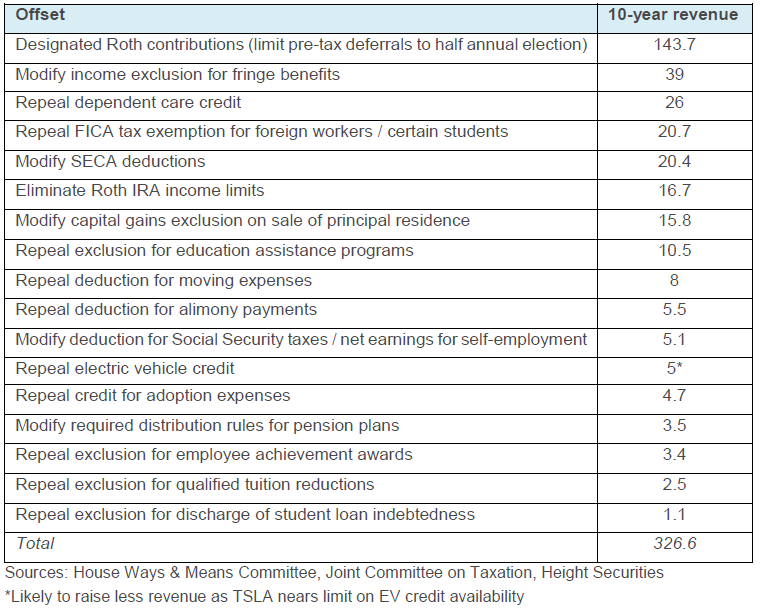 Offset 10-year revenue
Designated Roth contributions (limit pre-tax deferrals to half annual election) 143.7
Modify income exclusion for fringe benefits 39
Repeal dependent care credit 26
Repeal FICA tax exemption for foreign workers / certain students 20.7
Modify SECA deductions 20.4
Eliminate Roth IRA income limits 16.7
Modify capital gains exclusion on sale of principal residence 15.8
Repeal exclusion for education assistance programs 10.5
Repeal deduction for moving expenses 8
Repeal deduction for alimony payments 5.5
Modify deduction for Social Security taxes / net earnings for self-employment 5.1
Repeal electric vehicle credit 5*
Repeal credit for adoption expenses 4.7
Modify required distribution rules for pension plans 3.5
Repeal exclusion for employee achievement awards 3.4
Repeal exclusion for qualified tuition reductions 2.5
Repeal exclusion for discharge of student loan indebtedness 1.1
Total 326.6
Sources: House Ways & Means Committee, Joint Committee on Taxation, Height Securities
*Likely to raise less revenue as TSLA nears limit on EV credit availability